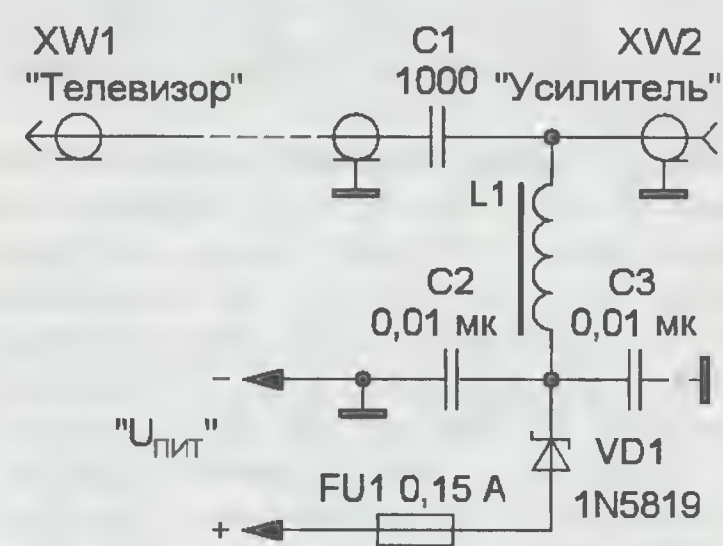 XW1
"Телевизор"
C1
1000
XW2
"Усилитель"
L1
C2
0,01 мк
C3
0,01 мк
−
"Uпит"
+
FU1 0,15 A
VD1
1N5819